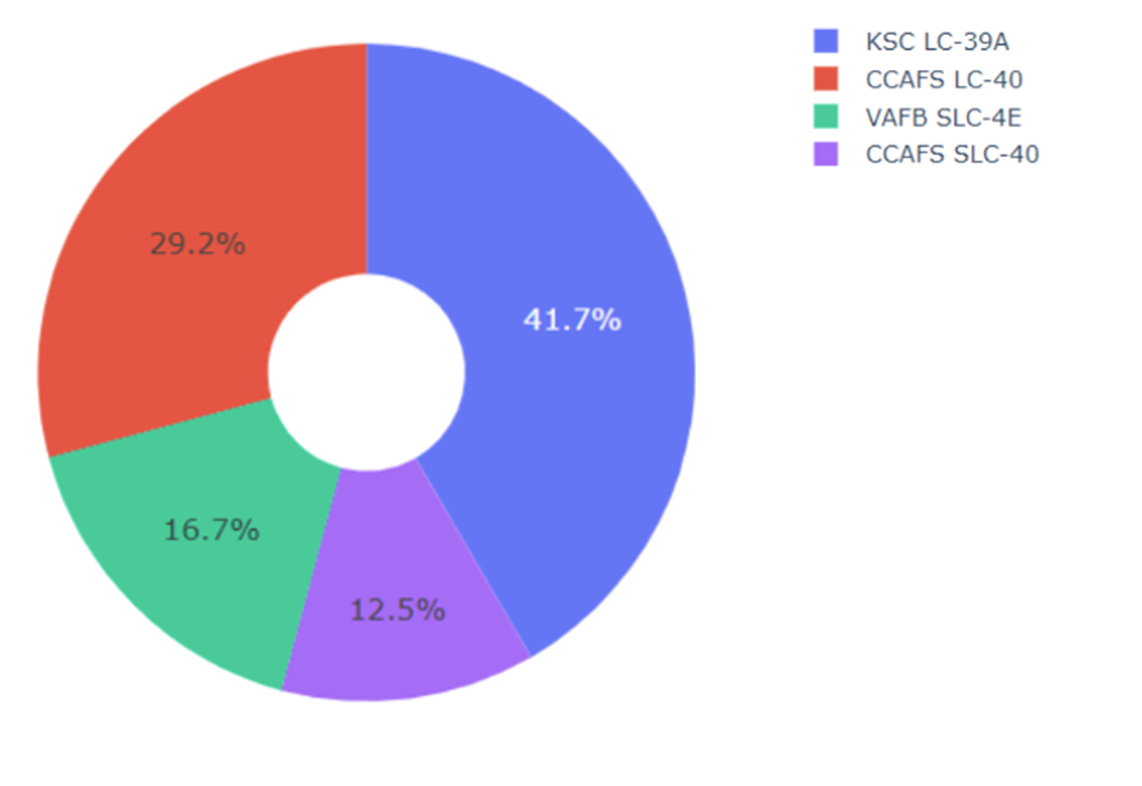 KSC LC-39A
CCAFS LC-40
VAFB SLC-4E
CCAFS SLC-40
29.2%
41.7%
16.7%
12.5%